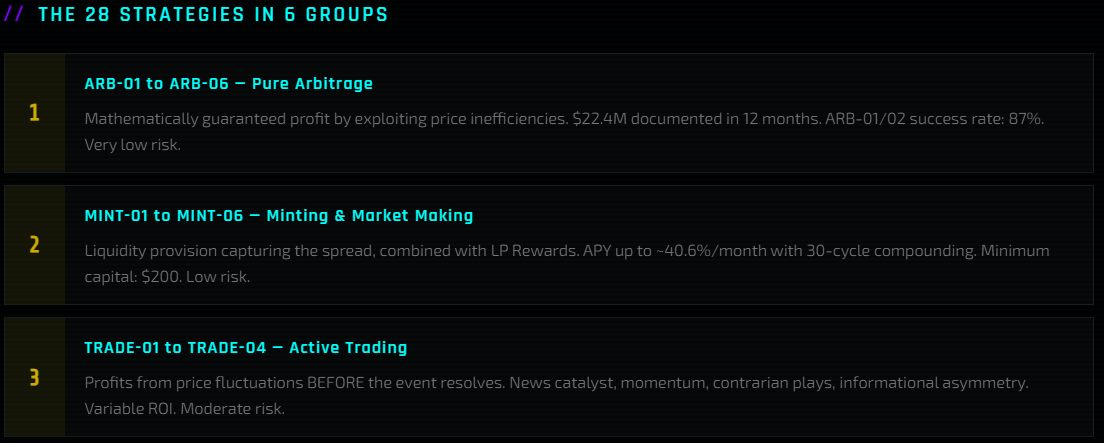 // THE 28 STRATEGIES IN 6 GROUPS
1
ARB-01 to ARB-06 — Pure Arbitrage
Mathematically guaranteed profit by exploiting price inefficiencies. $22.4M documented in 12 months. ARB-01/02 success rate: 87%.
Very low risk.
2
MINT-01 to MINT-06 — Minting & Market Making
Liquidity provision capturing the spread, combined with LP Rewards. APY up to ~40.6%/month with 30-cycle compounding. Minimum
capital: $200. Low risk.
3
TRADE-01 to TRADE-04 — Active Trading
Profits from price fluctuations BEFORE the event resolves. News catalyst, momentum, contrarian plays, informational asymmetry.
Variable ROI. Moderate risk.